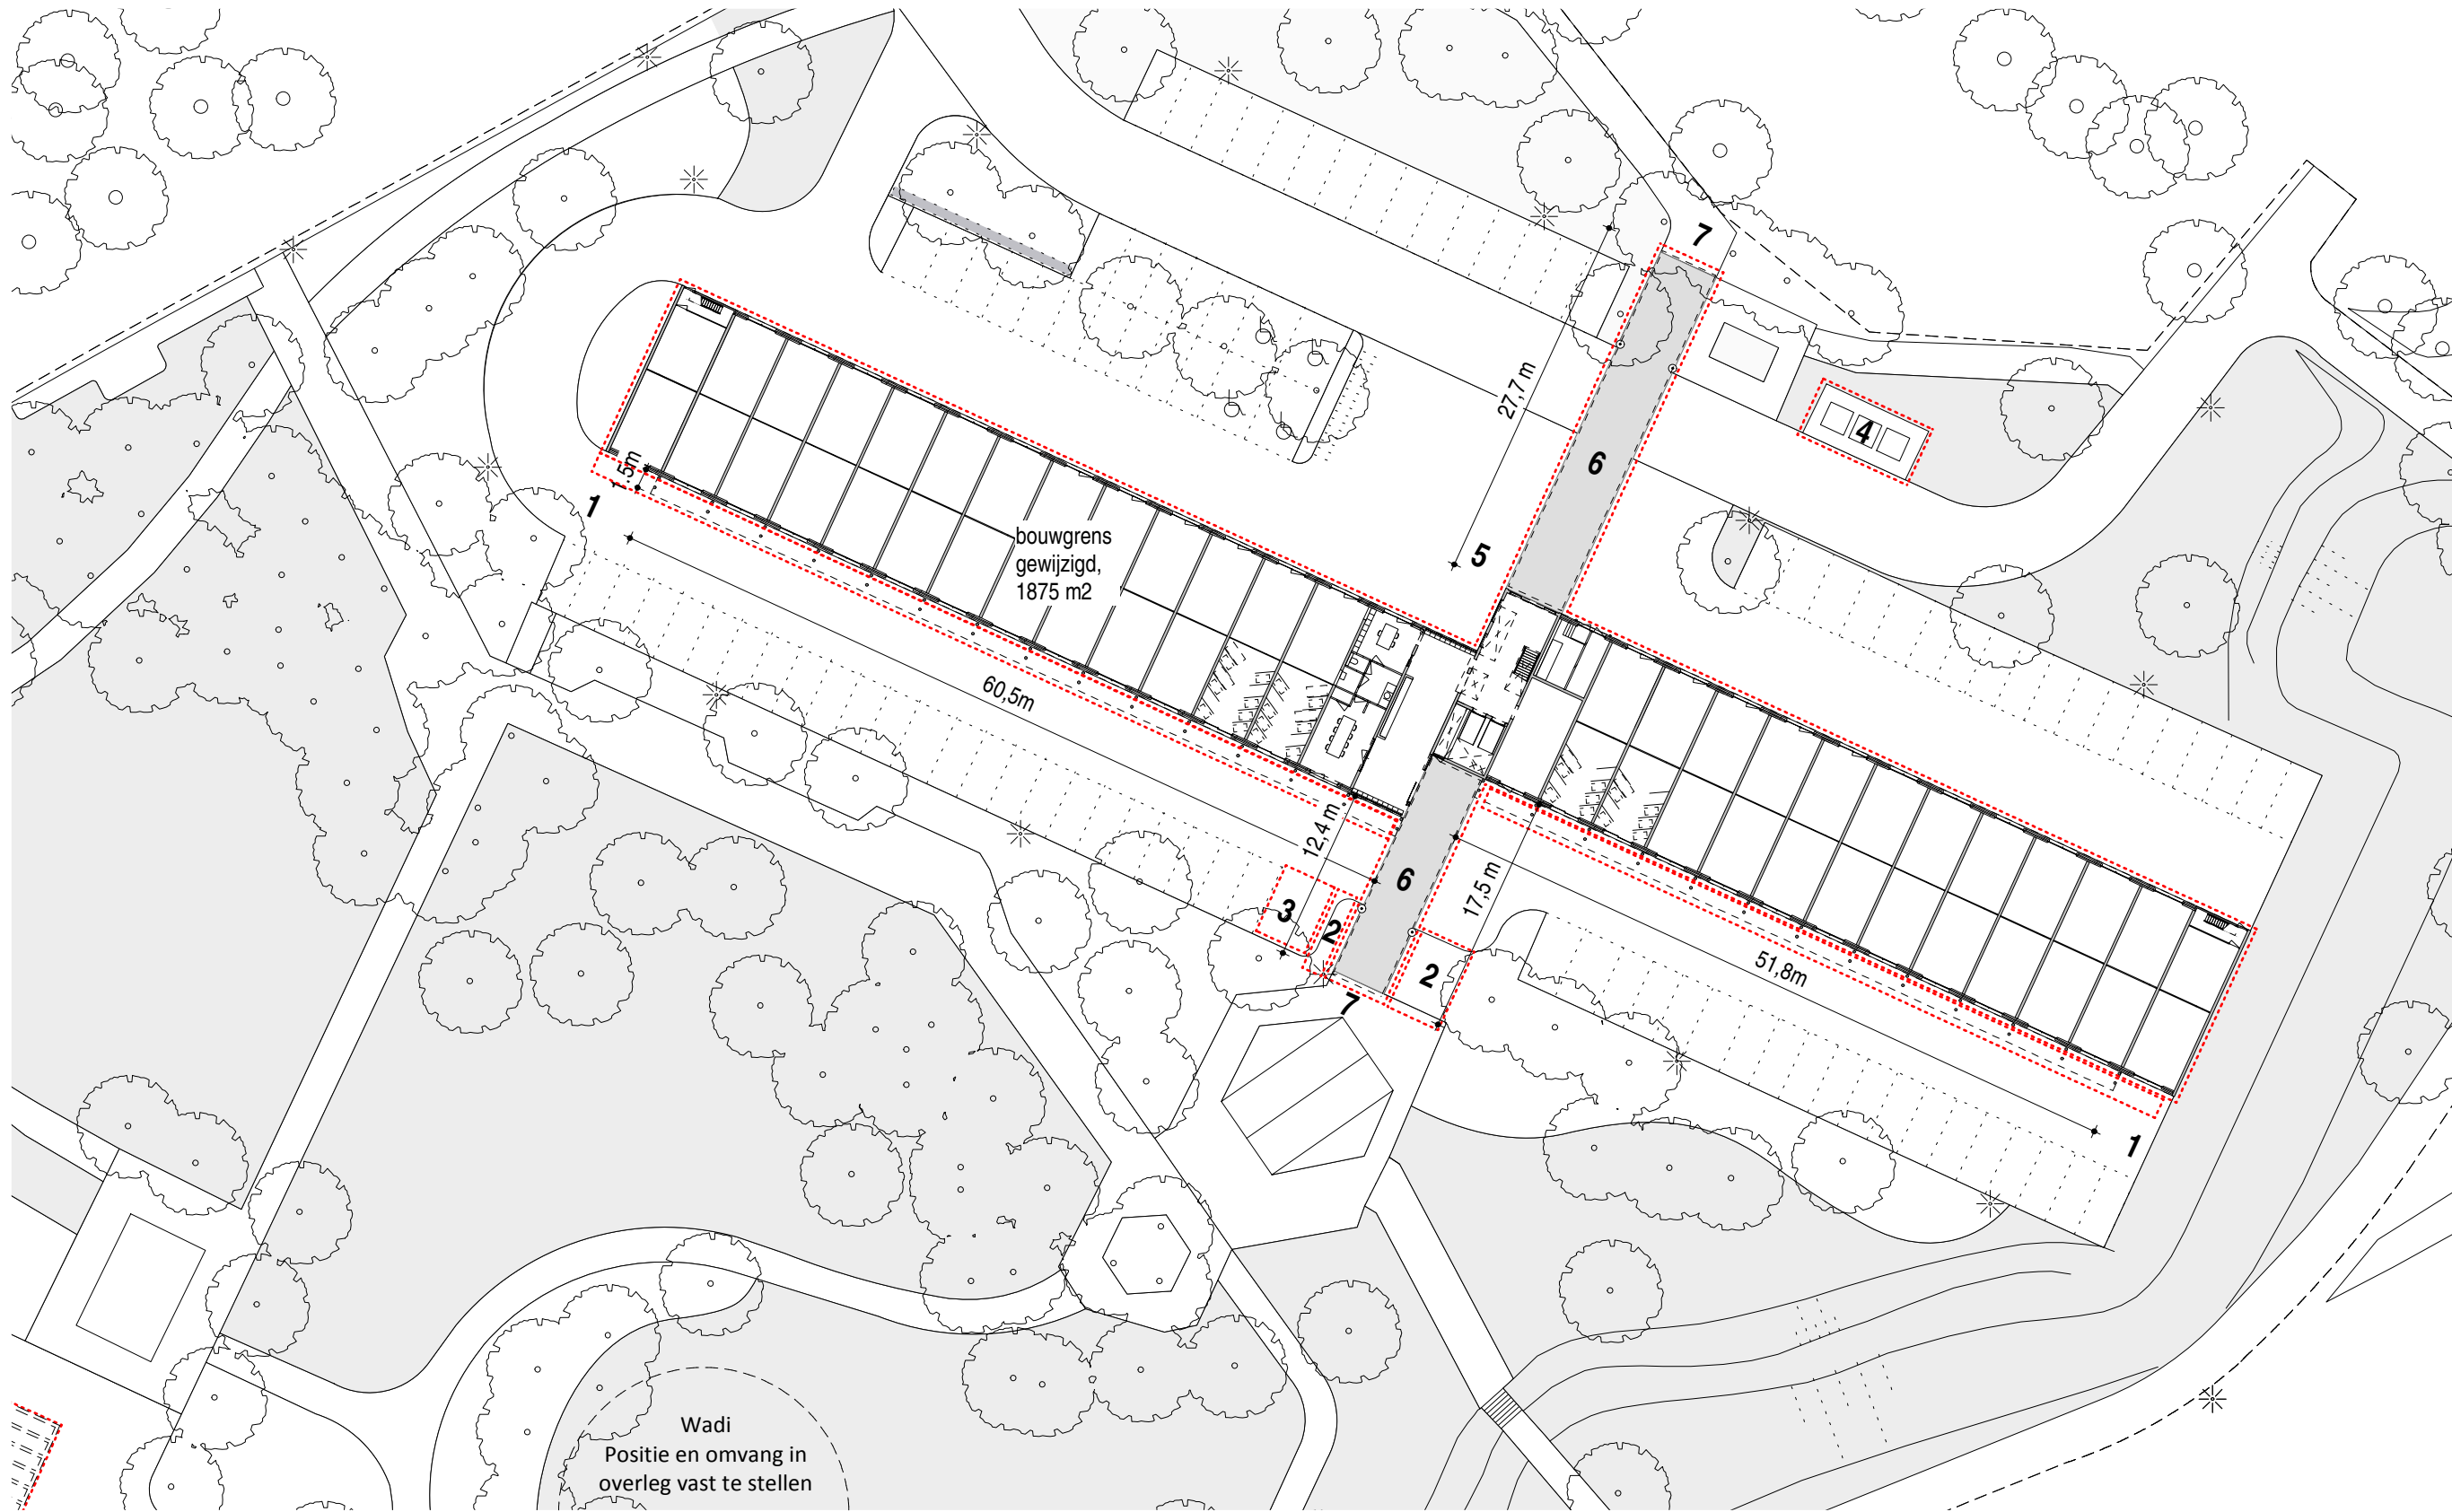 7
4
27,7 m
6
5
1
bouwgrens
gewijzigd,
1875 m2
60,5m
12,4 m
6
17,5 m
3
2
2
7
51,8m
1
Wadi
Positie en omvang in
overleg vast te stellen